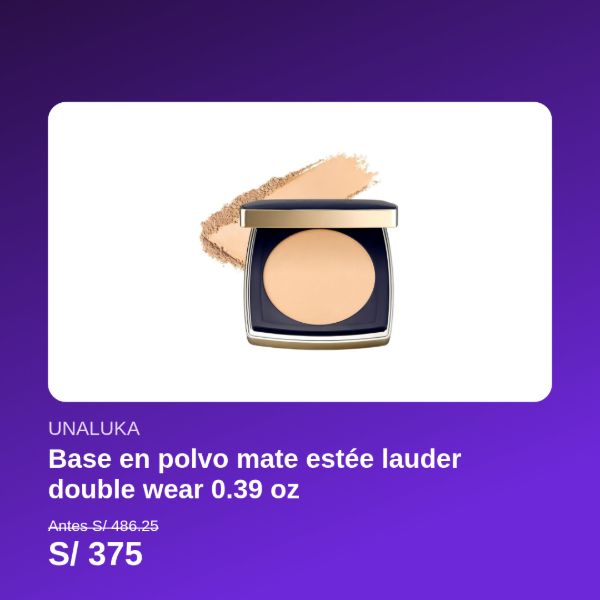 UNALUKA
Base en polvo mate estée lauder
double wear 0.39 oz
Antes S/ 486.25
S/ 375